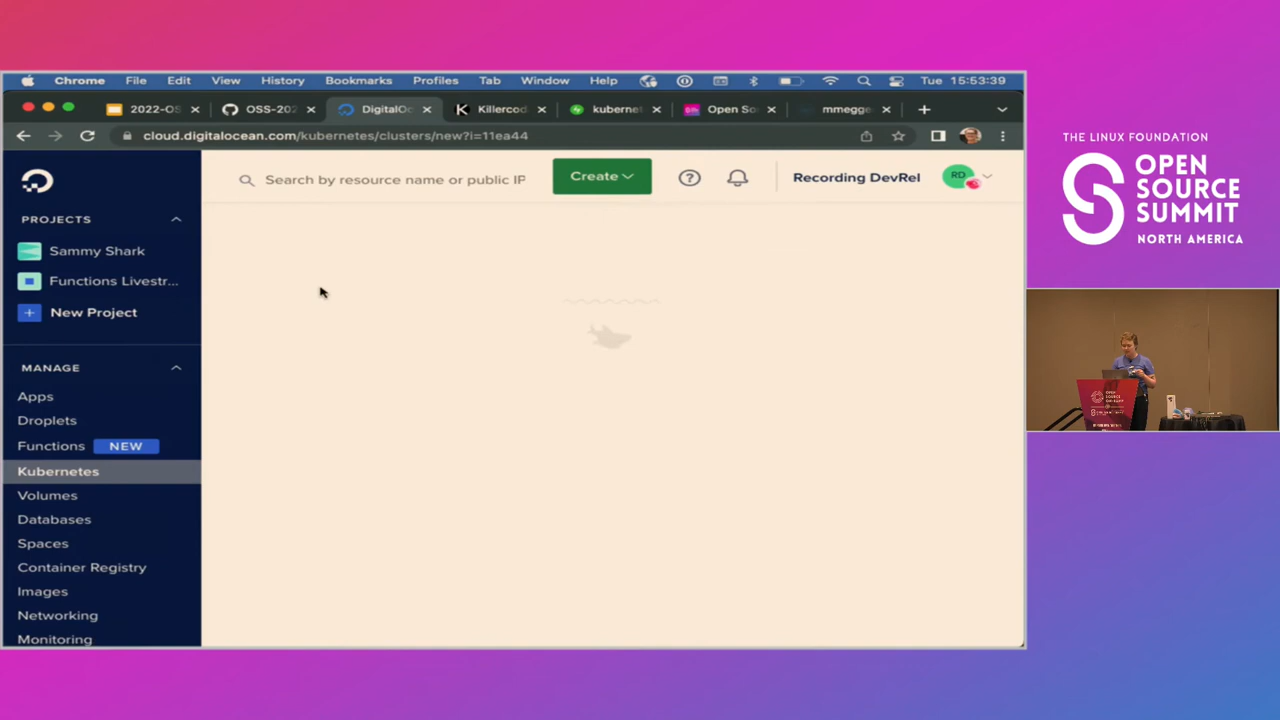 Chrome File Edit View History Bookmarks Profiles Tab Window Help Tue 15:53:39
2022-OS OSS-202 DigitalOc Killercod kubernet Open So mmegge
cloud.digitalocean.com/kubernetes/clusters/new?i=11ea44
Search by resource name or public IP
Create
Recording DevRel
RD
PROJECTS
Sammy Shark
Functions Livestr...
New Project
MANAGE
Apps
Droplets
Functions NEW
Kubernetes
Volumes
Databases
Spaces
Container Registry
Images
Networking
Monitoring
THE LINUX FOUNDATION
OPEN
SOURCE
SUMMIT
NORTH AMERICA